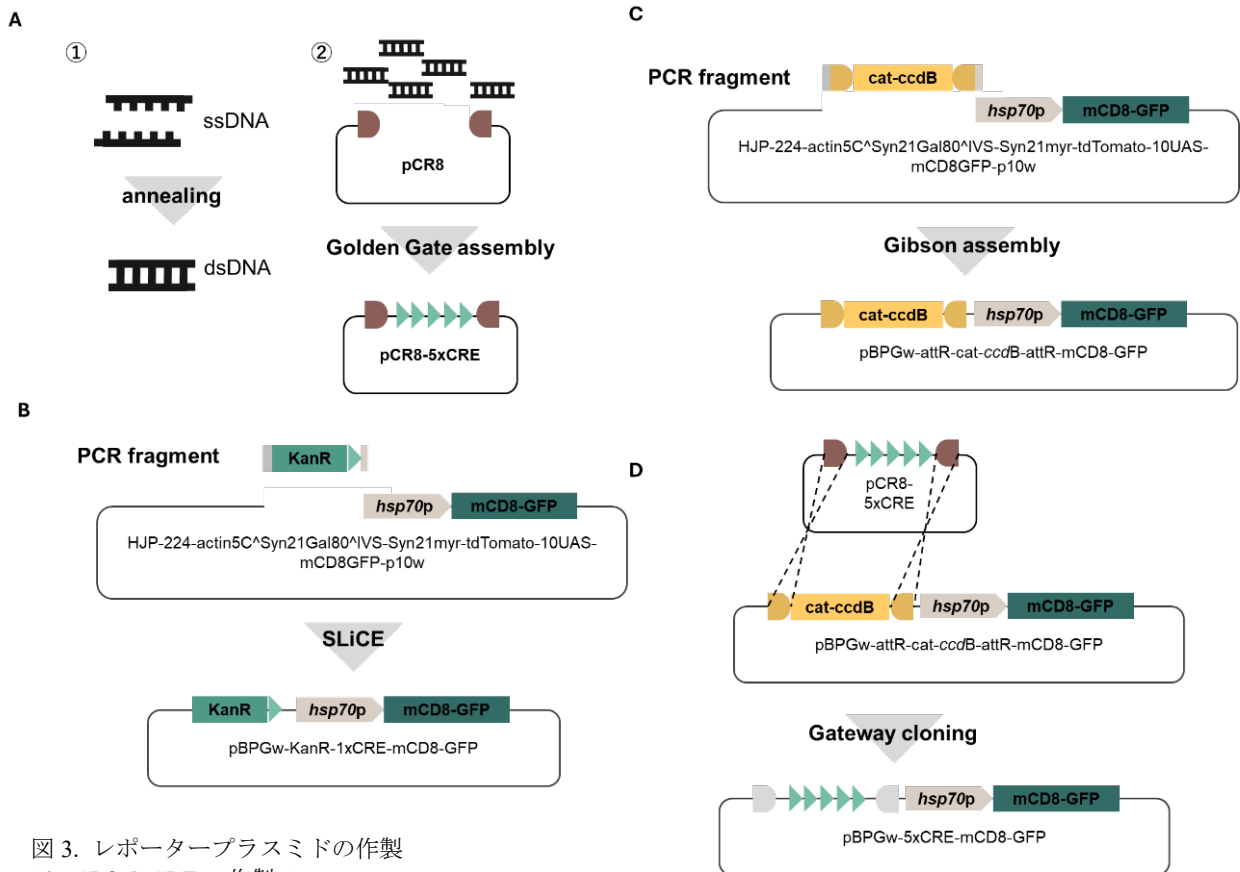 A
①
ssDNA
annealing
dsDNA
②
pCR8
Golden Gate assembly
pCR8-5xCRE
B
PCR fragment
KanR
hsp70p
mCD8-GFP
HJP-224-actin5C^Syn21Gal80^IVS-Syn21myr-tdTomato-10UAS-
mCD8GFP-p10w
SLiCE
KanR
hsp70p
mCD8-GFP
pBPGw-KanR-1xCRE-mCD8-GFP
C
PCR fragment
cat-ccdB
hsp70p
mCD8-GFP
HJP-224-actin5C^Syn21Gal80^IVS-Syn21myr-tdTomato-10UAS-
mCD8GFP-p10w
Gibson assembly
cat-ccdB
hsp70p
mCD8-GFP
pBPGw-attR-cat-ccdB-attR-mCD8-GFP
D
pCR8-
5xCRE
cat-ccdB
hsp70p
mCD8-GFP
pBPGw-attR-cat-ccdB-attR-mCD8-GFP
Gateway cloning
hsp70p
mCD8-GFP
pBPGw-5xCRE-mCD8-GFP
図 3. レポータープラスミドの作製